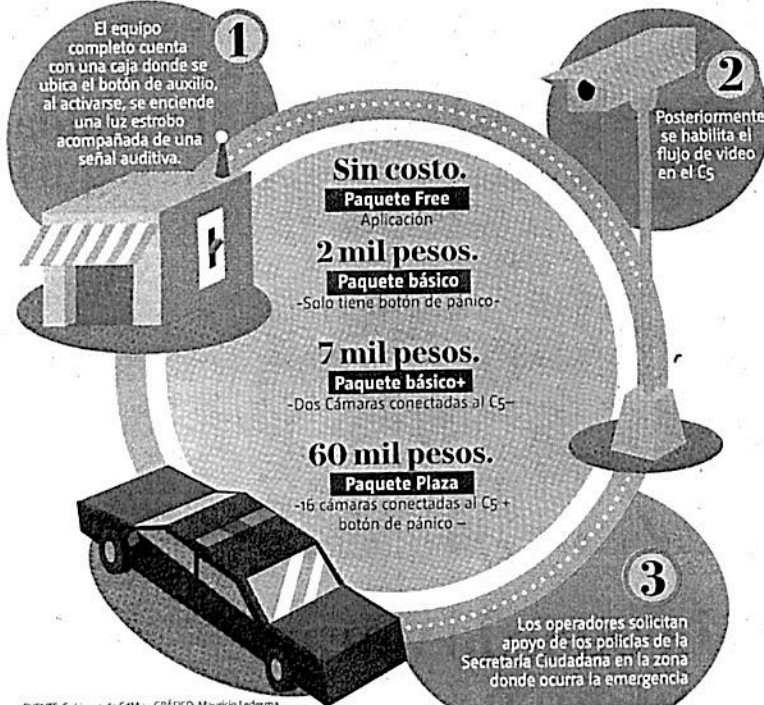 1
El equipo
completo cuenta
con una caja donde se
ubica el botón de auxilio,
al activarse, se enciende
una luz estrobo
acompañada de una
señal auditiva.
2
Posteriormente
se habilita el
flujo de video
en el C5
Sin costo.
Paquete Free
Aplicación
2 mil pesos.
Paquete básico
-Solo tiene botón de pánico-
7 mil pesos.
Paquete básico+
-Dos Cámaras conectadas al C5-
60 mil pesos.
Paquete Plaza
-16 cámaras conectadas al C5 +
botón de pánico -
3
Los operadores solicitan
apoyo de los policías de la
Secretaría Ciudadana en la zona
donde ocurra la emergencia
GRÁFICO: Mauricio Ledesma